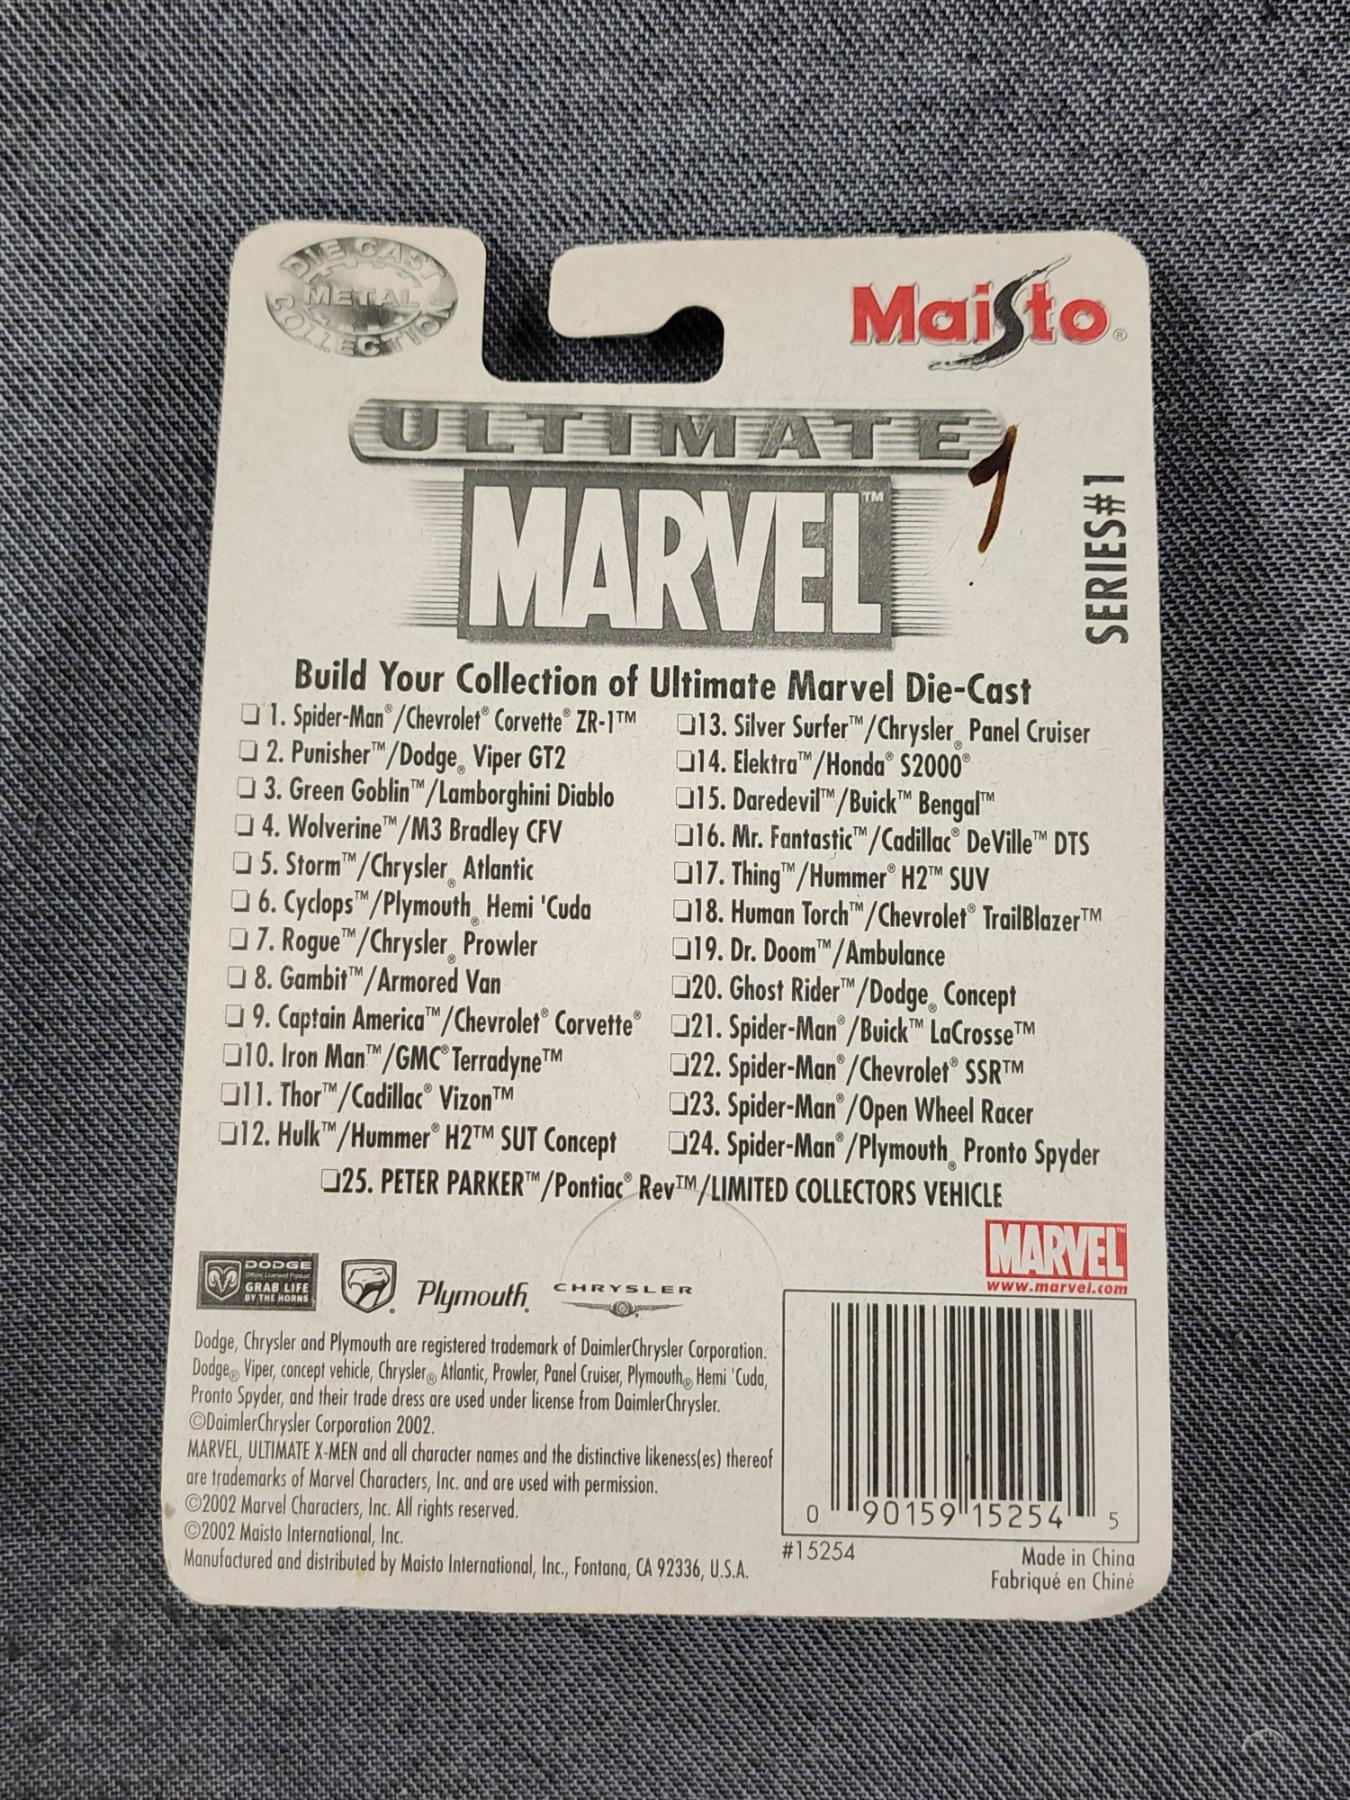 DIE CAST
METAL
COLLECTION
Maisto®
ULTIMATE
MARVEL™
1
SERIES#1
Build Your Collection of Ultimate Marvel Die-Cast
❏ 1. Spider-Man®/Chevrolet® Corvette® ZR-1™
❏ 2. Punisher™/Dodge® Viper GT2
❏ 3. Green Goblin™/Lamborghini Diablo
❏ 4. Wolverine™/M3 Bradley CFV
❏ 5. Storm™/Chrysler® Atlantic
❏ 6. Cyclops™/Plymouth® Hemi 'Cuda
❏ 7. Rogue™/Chrysler® Prowler
❏ 8. Gambit™/Armored Van
❏ 9. Captain America™/Chevrolet® Corvette®
❏10. Iron Man™/GMC® Terradyne™
❏11. Thor™/Cadillac® Vizon™
❏12. Hulk™/Hummer® H2™ SUT Concept
❏13. Silver Surfer™/Chrysler® Panel Cruiser
❏14. Elektra™/Honda® S2000®
❏15. Daredevil™/Buick™ Bengal™
❏16. Mr. Fantastic™/Cadillac® DeVille™ DTS
❏17. Thing™/Hummer® H2™ SUV
❏18. Human Torch™/Chevrolet® TrailBlazer™
❏19. Dr. Doom™/Ambulance
❏20. Ghost Rider™/Dodge® Concept
❏21. Spider-Man®/Buick™ LaCrosse™
❏22. Spider-Man®/Chevrolet® SSR™
❏23. Spider-Man®/Open Wheel Racer
❏24. Spider-Man®/Plymouth® Pronto Spyder
❏25. PETER PARKER™/Pontiac® Rev™/LIMITED COLLECTORS VEHICLE
DODGE
Official Licensed Product
GRAB LIFE
BY THE HORNS
Plymouth®
CHRYSLER
MARVEL™
www.marvel.com
Dodge, Chrysler and Plymouth are registered trademark of DaimlerChrysler Corporation.
Dodge® Viper, concept vehicle, Chrysler® Atlantic, Prowler, Panel Cruiser, Plymouth® Hemi 'Cuda,
Pronto Spyder, and their trade dress are used under license from DaimlerChrysler.
©DaimlerChrysler Corporation 2002.
MARVEL, ULTIMATE X-MEN and all character names and the distinctive likeness(es) thereof
are trademarks of Marvel Characters, Inc. and are used with permission.
©2002 Marvel Characters, Inc. All rights reserved.
©2002 Maisto International, Inc.
Manufactured and distributed by Maisto International, Inc., Fontana, CA 92336, U.S.A.
0 90159 15254 5
#15254
Made in China
Fabriqué en Chiné